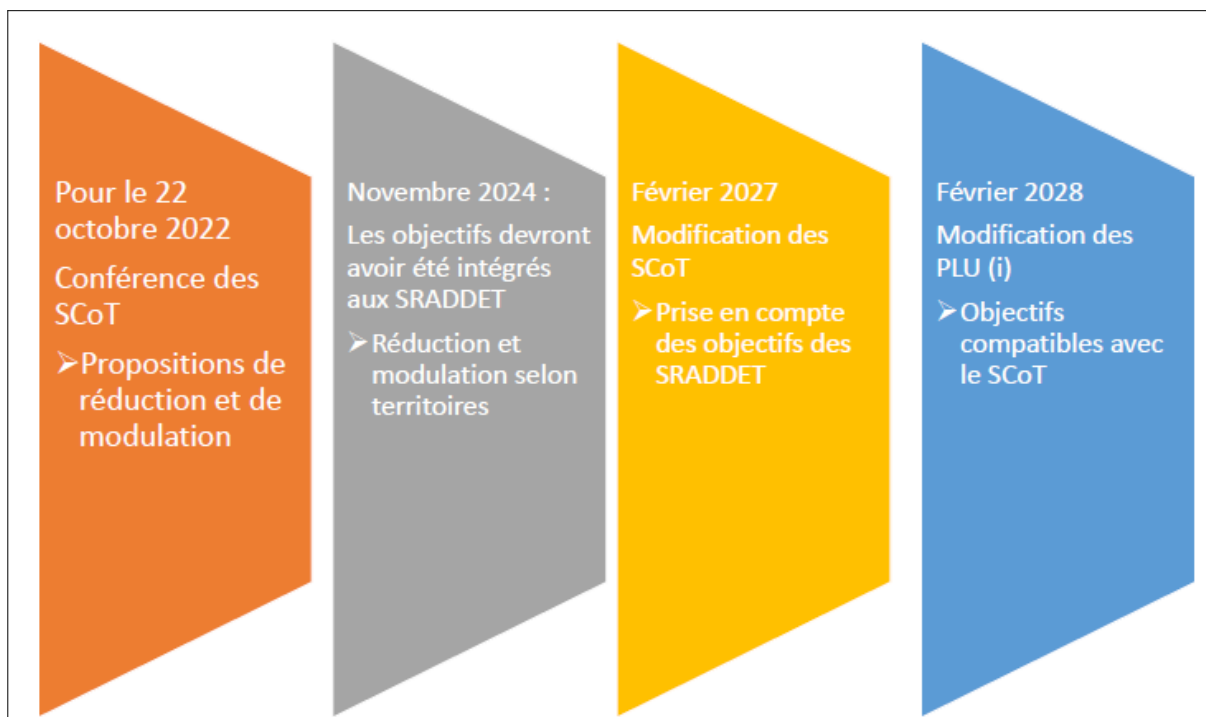 Pour le 22
octobre 2022
Conférence des
SCoT
➢Propositions de
réduction et de
modulation
Novembre 2024 :
Les objectifs devront
avoir été intégrés
aux SRADDET
➢Réduction et
modulation selon
territoires
Février 2027
Modification des
SCoT
➢Prise en compte
des objectifs des
SRADDET
Février 2028
Modification des
PLU (i)
➢Objectifs
compatibles avec
le SCoT